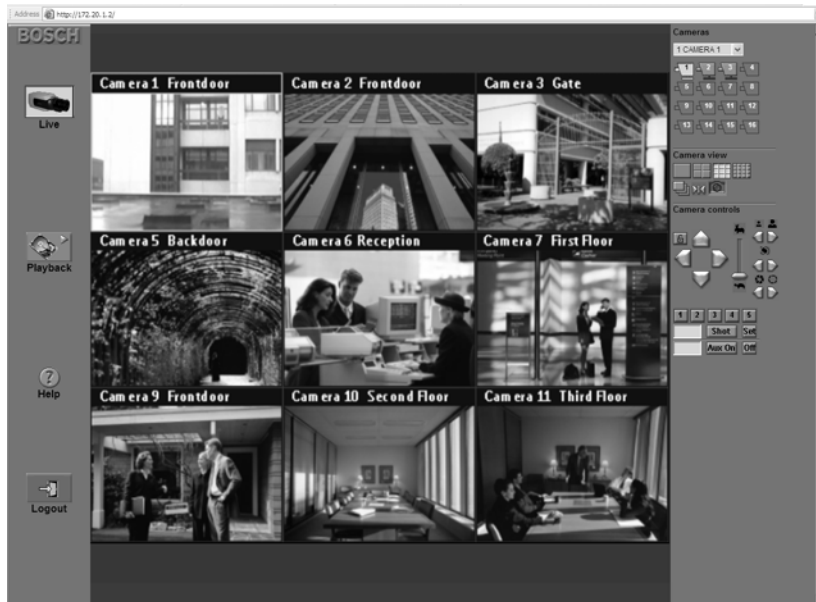 Address http://172.20.1.2/
BOSCH
Live
Playback
Help
Logout
Camera 1 Frontdoor
Camera 2 Frontdoor
Camera 3 Gate
Camera 5 Backdoor
Camera 6 Reception
Camera 7 First Floor
Camera 9 Frontdoor
Camera 10 Second Floor
Camera 11 Third Floor
Cameras
1 CAMERA 1
1 2 3 4
5 6 7 8
9 10 11 12
13 14 15 16
Camera view
Camera controls
1 2 3 4 5
Shot Set
Aux On Off